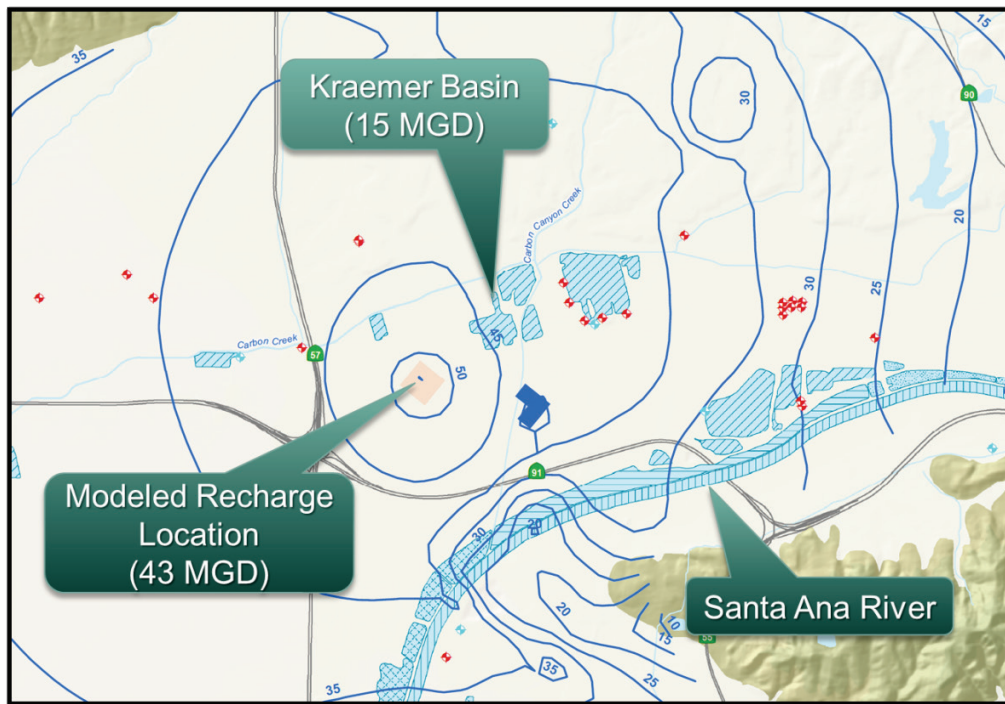 15
35
90
30
Kraemer Basin
(15 MGD)
Carbon Canyon Creek
20
30
25
45
Carbon Creek
57
50
91
Modeled Recharge
Location
(43 MGD)
30
20
Santa Ana River
20
10
15
55
35
25
35
20